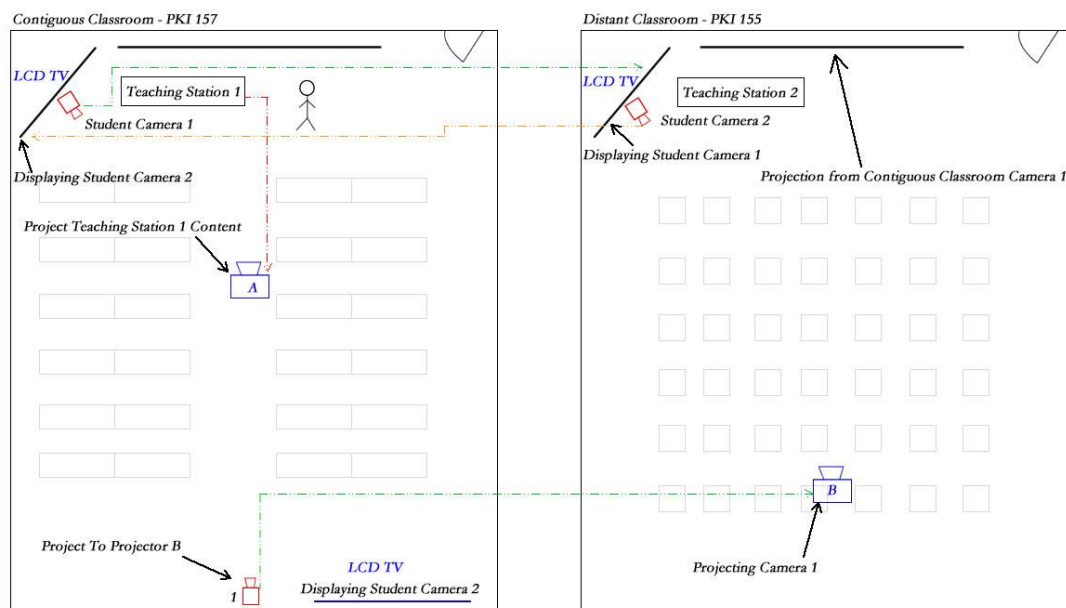 Contiguous Classroom - PKI 157
Distant Classroom - PKI 155
LCD TV
Teaching Station 1
Student Camera 1
Displaying Student Camera 2
Project Teaching Station 1 Content
A
Project To Projector B
1
LCD TV
Displaying Student Camera 2
LCD TV
Teaching Station 2
Student Camera 2
Displaying Student Camera 1
Projection from Contiguous Classroom Camera 1
B
Projecting Camera 1